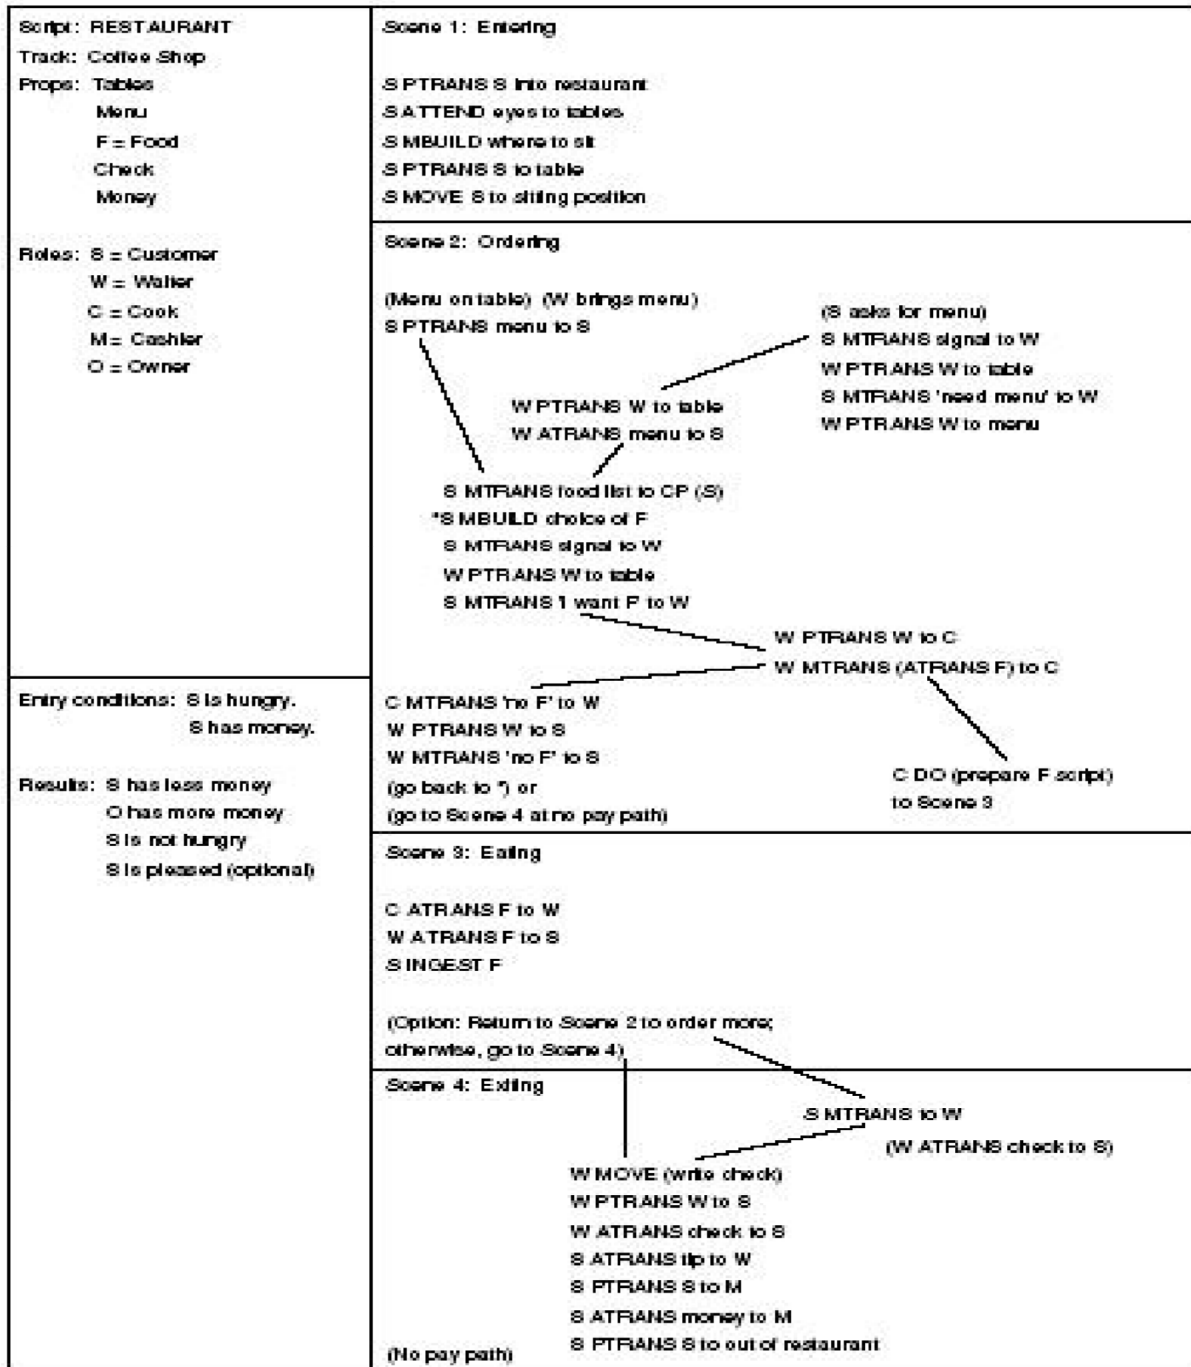 Script: RESTAURANT
Track: Coffee Shop
Props: Tables
Menu
F = Food
Check
Money
Roles: S = Customer
W = Waiter
C = Cook
M = Cashier
O = Owner
Entry conditions: S is hungry.
S has money.
Results: S has less money
O has more money
S is not hungry
S is pleased (optional)
Scene 1: Entering
S PTRANS S into restaurant
S ATTEND eyes to tables
S MBUILD where to sit
S PTRANS S to table
S MOVE S to sitting position
Scene 2: Ordering
(Menu on table) (W brings menu)
S PTRANS menu to S
(S asks for menu)
S MTRANS signal to W
W PTRANS W to table
S MTRANS 'need menu' to W
W PTRANS W to menu
W PTRANS W to table
W ATRANS menu to S
S MTRANS food list to CP (S)
*S MBUILD choice of F
S MTRANS signal to W
W PTRANS W to table
S MTRANS 'I want F' to W
W PTRANS W to C
W MTRANS (ATRANS F) to C
C MTRANS 'no F' to W
W PTRANS W to S
W MTRANS 'no F' to S
(go back to *) or
(go to Scene 4 at no pay path)
C DO (prepare F script)
to Scene 3
Scene 3: Eating
C ATRANS F to W
W ATRANS F to S
S INGEST F
(Option: Return to Scene 2 to order more;
otherwise, go to Scene 4)
Scene 4: Exiting
S MTRANS to W
(W ATRANS check to S)
W MOVE (write check)
W PTRANS W to S
W ATRANS check to S
S ATRANS tip to W
S PTRANS S to M
S ATRANS money to M
S PTRANS S to out of restaurant
(No pay path)